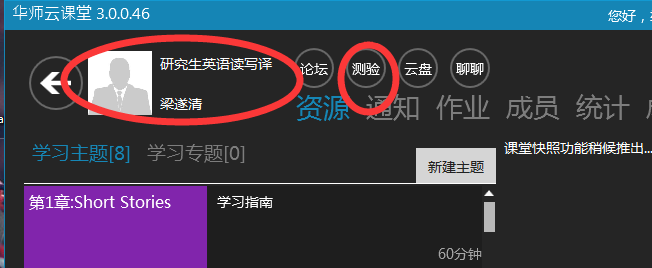 华师云课堂 3.0.0.46
您好，
研究生英语读写译
梁遂清
论坛 测验 云盘 聊聊
资源 通知 作业 成员 统计
学习主题[8] 学习专题[0]
新建主题
课堂快照功能稍候推出...
第1章:Short Stories
学习指南
60分钟